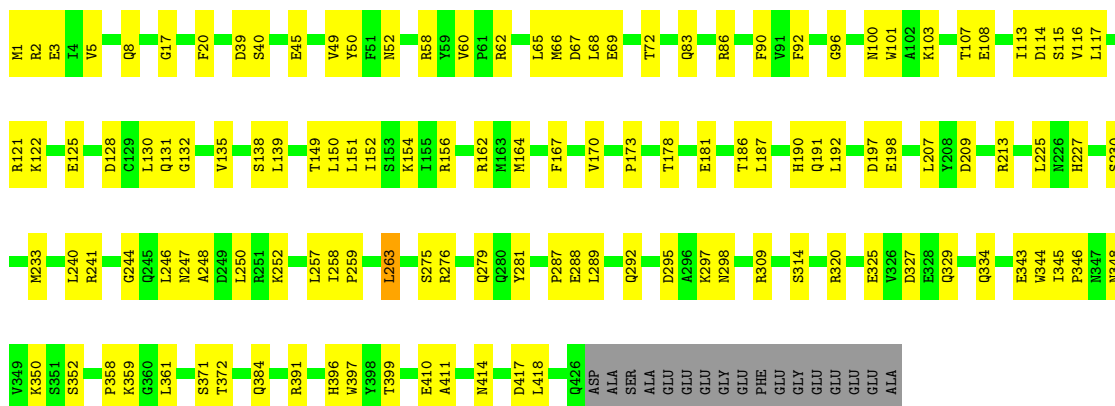 M1 R2 E3 I4 V5 Q8 G17 F20 D39 S40 E45 V49 Y50 F51 N52 R58 Y59 V60 P61 R62 L65 M66 D67 L68 E69 T72 Q83 R86 F90 V91 F92 G96 N100 W101 A102 K103 T107 E108 I113 D114 S115 V116 L117
R121 K122 E125 D128 C129 L130 Q131 G132 V135 S138 L139 T149 L150 L151 I152 S153 K154 I155 R156 R162 M163 M164 F167 V170 P173 T178 E181 T186 L187 H190 Q191 L192 D197 E198 L207 Y208 D209 R213 L225 N226 H227
M233 L240 R241 G244 Q245 L246 N247 A248 D249 L250 R251 K252 L257 I258 P259 L263 S275 R276 Q279 Q280 Y281 P287 E288 L289 Q292 D295 A296 K297 N298 R309 S314 R320 E325 V326 D327 E328 Q329 Q334 E343 W344 I345 P346 N347
V349 K350 S351 S352 P358 K359 G360 L361 S371 T372 Q384 R391 H396 W397 Y398 T399 E410 A411 N414 D417 L418 Q426 ASP ALA SER ALA GLU GLU GLU GLY GLU PHE GLU GLY GLU GLU GLU GLU ALA